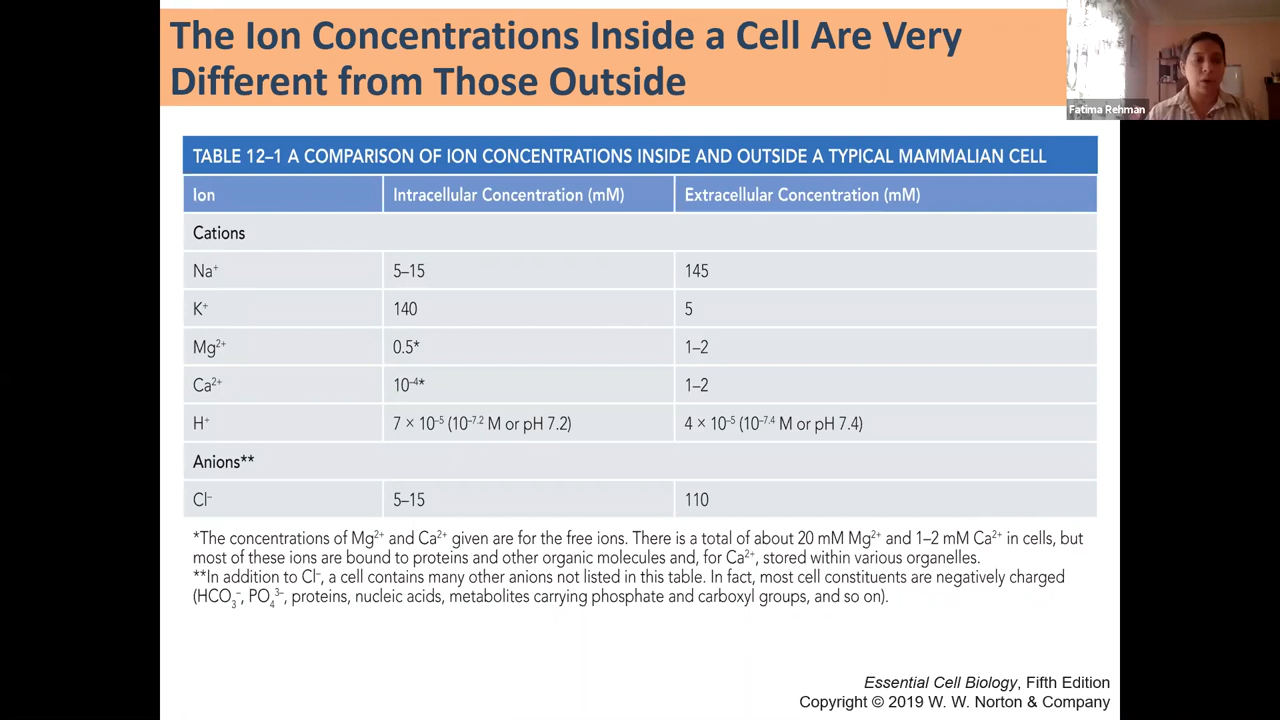 The Ion Concentrations Inside a Cell Are Very
Different from Those Outside
Fatima Rehman
TABLE 12–1 A COMPARISON OF ION CONCENTRATIONS INSIDE AND OUTSIDE A TYPICAL MAMMALIAN CELL
Ion Intracellular Concentration (mM) Extracellular Concentration (mM)
Cations
Na⁺ 5–15 145
K⁺ 140 5
Mg²⁺ 0.5* 1–2
Ca²⁺ 10⁻⁴* 1–2
H⁺ 7 × 10⁻⁵ (10⁻⁷·² M or pH 7.2) 4 × 10⁻⁵ (10⁻⁷·⁴ M or pH 7.4)
Anions**
Cl⁻ 5–15 110
*The concentrations of Mg²⁺ and Ca²⁺ given are for the free ions. There is a total of about 20 mM Mg²⁺ and 1–2 mM Ca²⁺ in cells, but
most of these ions are bound to proteins and other organic molecules and, for Ca²⁺, stored within various organelles.
**In addition to Cl⁻, a cell contains many other anions not listed in this table. In fact, most cell constituents are negatively charged
(HCO₃⁻, PO₄³⁻, proteins, nucleic acids, metabolites carrying phosphate and carboxyl groups, and so on).
Essential Cell Biology, Fifth Edition
Copyright © 2019 W. W. Norton & Company